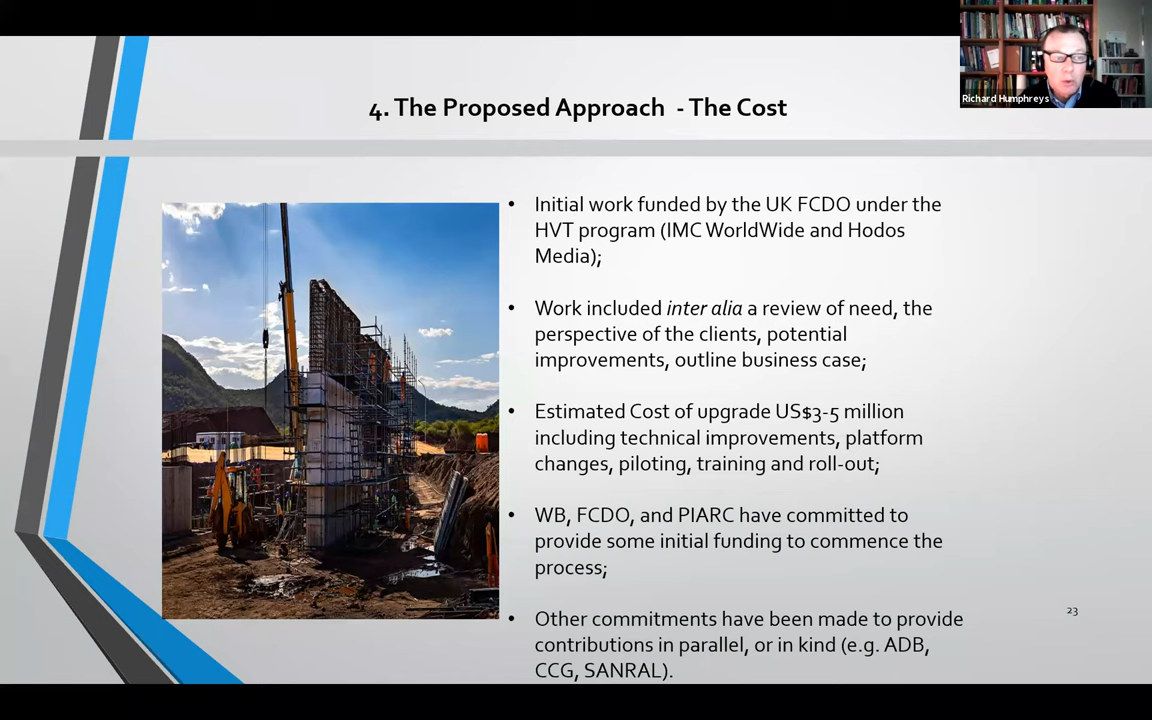 Richard Humphreys
4. The Proposed Approach - The Cost
• Initial work funded by the UK FCDO under the
HVT program (IMC WorldWide and Hodos
Media);
• Work included inter alia a review of need, the
perspective of the clients, potential
improvements, outline business case;
• Estimated Cost of upgrade US$3-5 million
including technical improvements, platform
changes, piloting, training and roll-out;
• WB, FCDO, and PIARC have committed to
provide some initial funding to commence the
process;
• Other commitments have been made to provide
contributions in parallel, or in kind (e.g. ADB,
CCG, SANRAL).
23